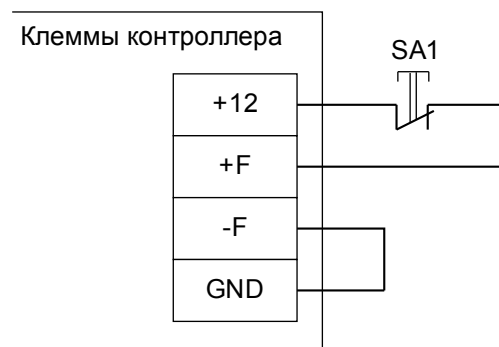 Клеммы контроллера
SA1
+12
+F
-F
GND